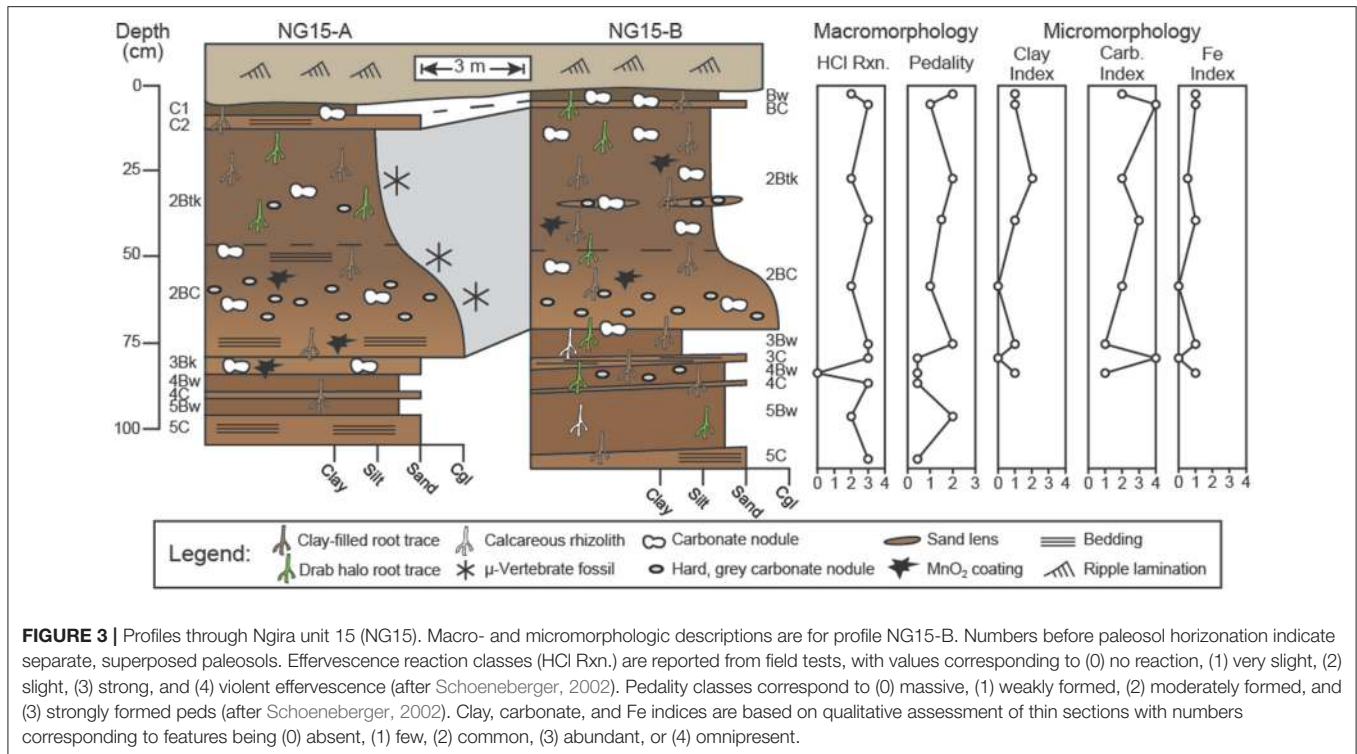 Depth
(cm)
NG15-A
NG15-B
Macromorphology
Micromorphology
HCl Rxn.
Pedality
Clay
Index
Carb.
Index
Fe
Index
3 m
0
25
50
75
100
C1
C2
2Btk
2BC
3Bk
4Bw
4C
5Bw
5C
Bw
BC
2Btk
2BC
3Bw
3C
4Bw
4C
5Bw
5C
Clay
Silt
Sand
Cgl
Clay
Silt
Sand
Cgl
0 1 2 3 4
0 1 2 3
0 1 2 3 4
0 1 2 3 4
0 1 2 3 4
Legend:
Clay-filled root trace
Calcareous rhizolith
Carbonate nodule
Sand lens
Bedding
Drab halo root trace
μ-Vertebrate fossil
Hard, grey carbonate nodule
MnO₂ coating
Ripple lamination
FIGURE 3 | Profiles through Ngira unit 15 (NG15). Macro- and micromorphologic descriptions are for profile NG15-B. Numbers before paleosol horizonation indicate
separate, superposed paleosols. Effervescence reaction classes (HCl Rxn.) are reported from field tests, with values corresponding to (0) no reaction, (1) very slight, (2)
slight, (3) strong, and (4) violent effervescence (after Schoeneberger, 2002). Pedality classes correspond to (0) massive, (1) weakly formed, (2) moderately formed, and
(3) strongly formed peds (after Schoeneberger, 2002). Clay, carbonate, and Fe indices are based on qualitative assessment of thin sections with numbers
corresponding to features being (0) absent, (1) few, (2) common, (3) abundant, or (4) omnipresent.